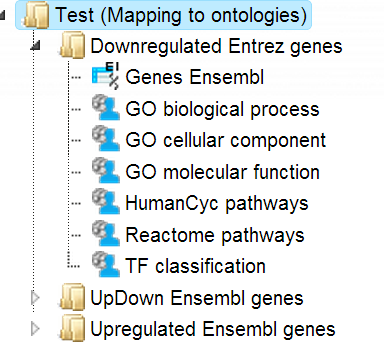 Test (Mapping to ontologies)
Downregulated Entrez genes
EI Genes Ensembl
GO biological process
GO cellular component
GO molecular function
HumanCyc pathways
Reactome pathways
TF classification
UpDown Ensembl genes
Upregulated Ensembl genes